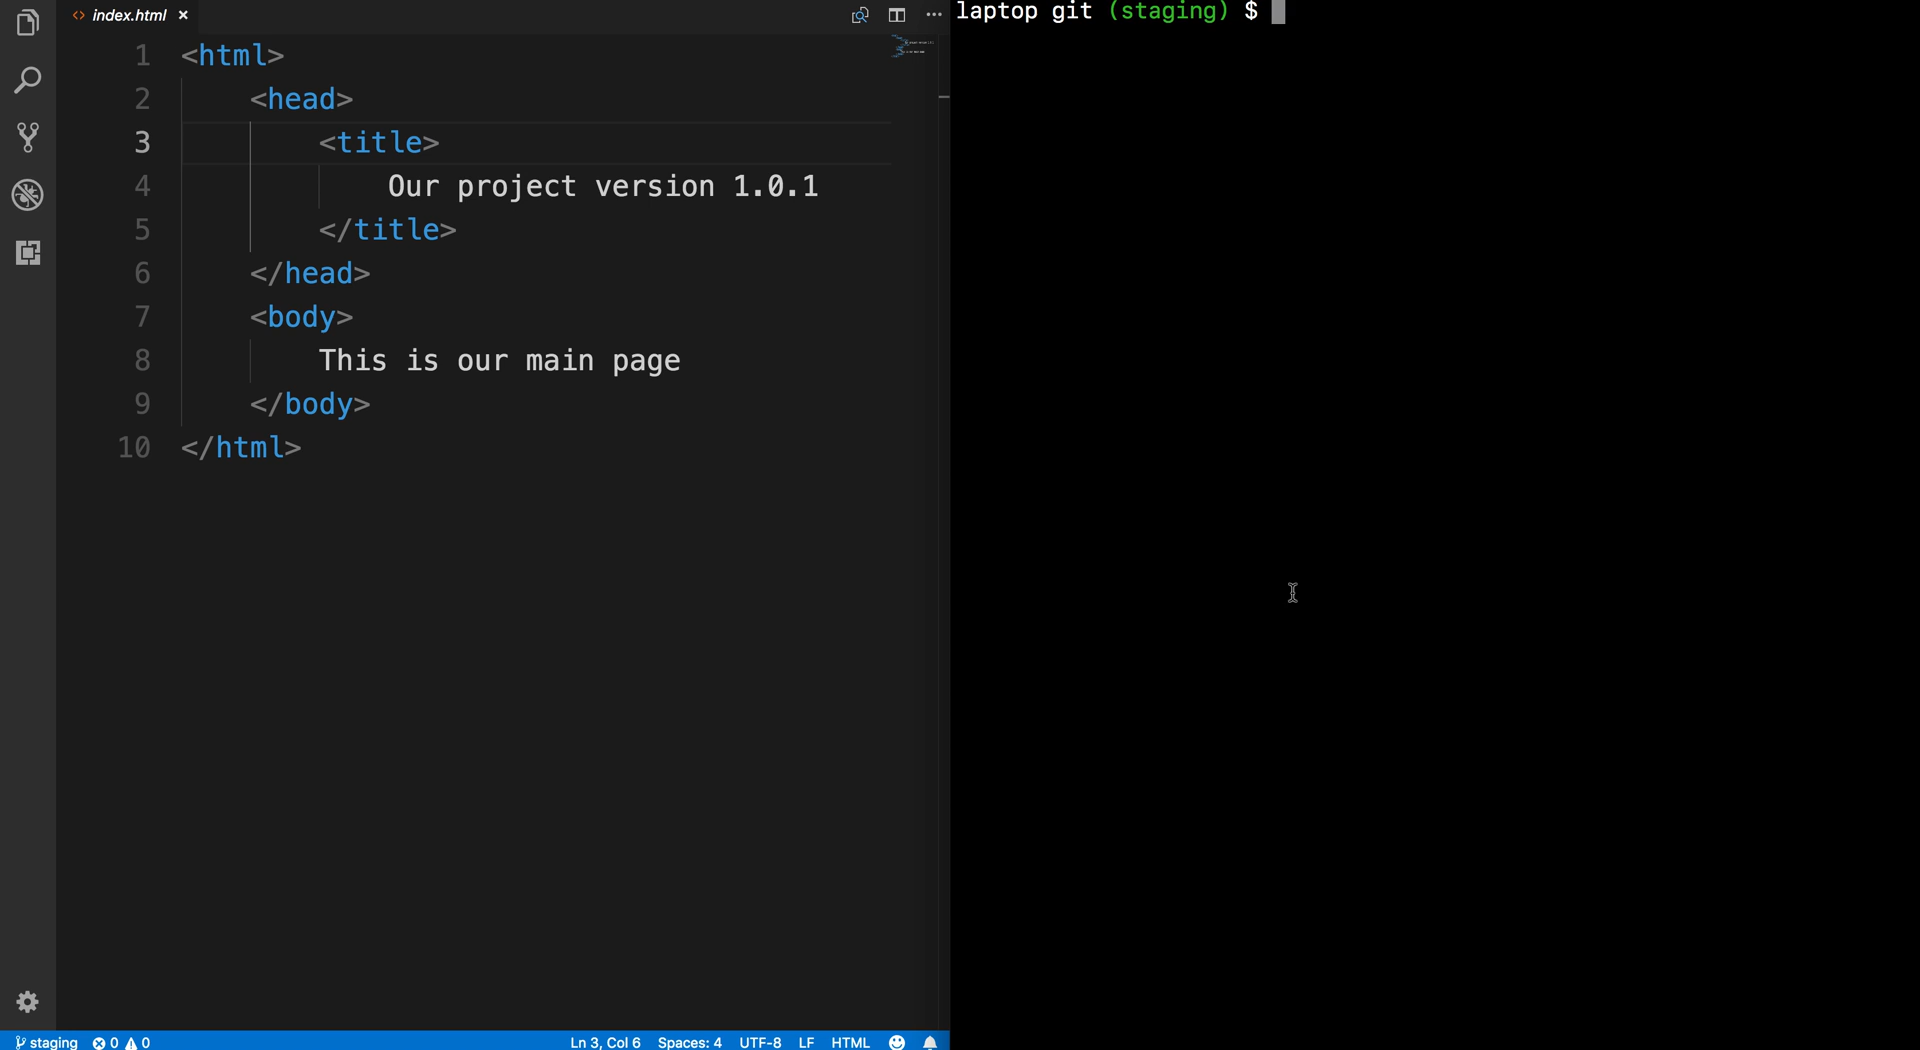 index.html
1 <html>
2 <head>
3 <title>
4 Our project version 1.0.1
5 </title>
6 </head>
7 <body>
8 This is our main page
9 </body>
10 </html>
staging 0 0 Ln 3, Col 6 Spaces: 4 UTF-8 LF HTML
laptop git (staging) $